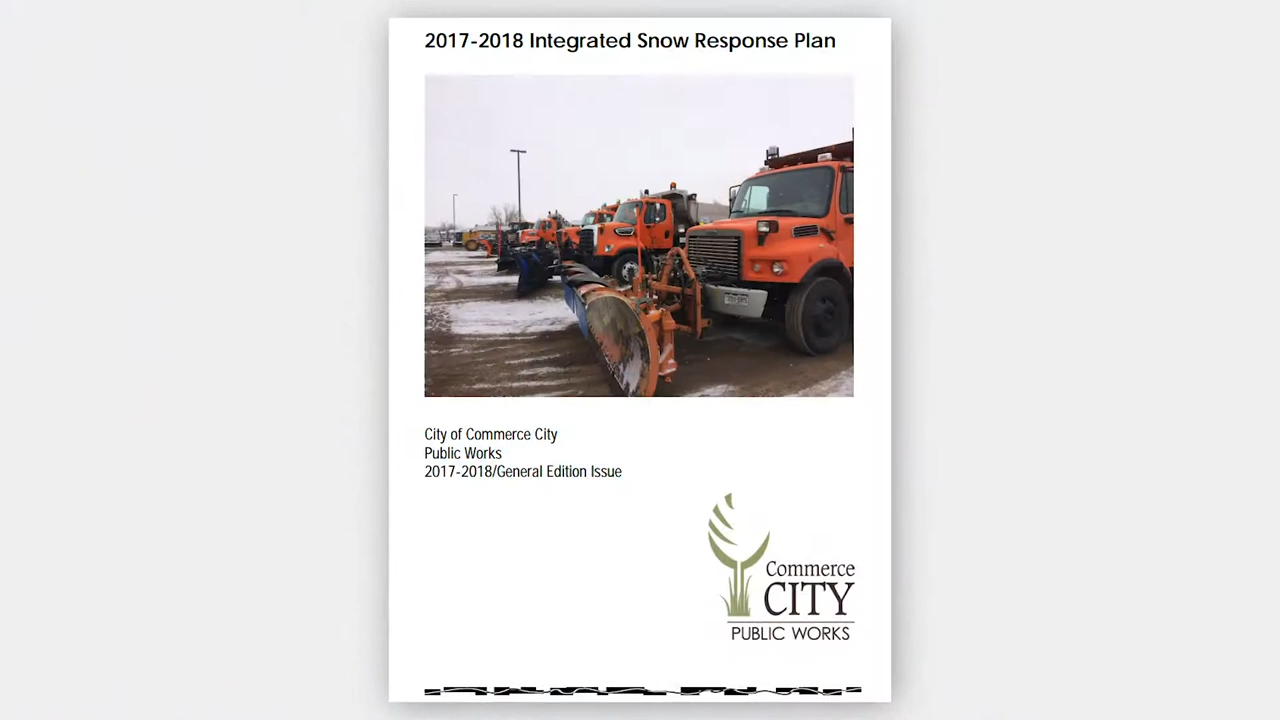 2017-2018 Integrated Snow Response Plan
City of Commerce City
Public Works
2017-2018/General Edition Issue
Commerce
CITY
PUBLIC WORKS